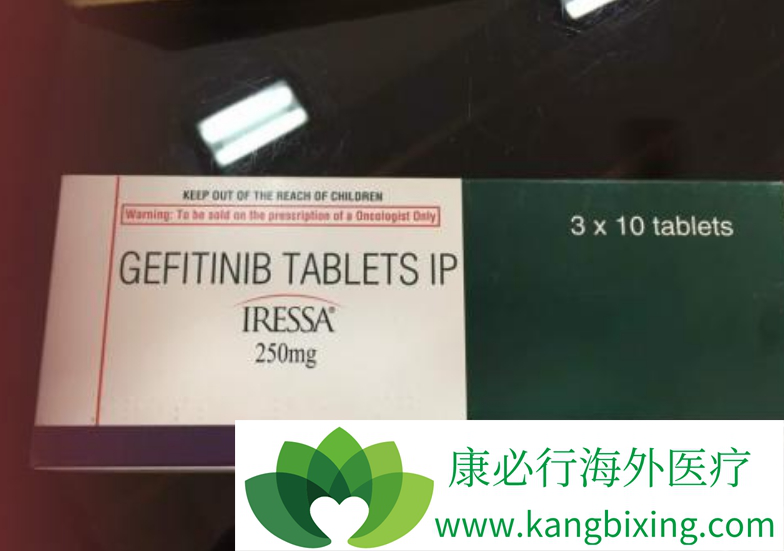 KEEP OUT OF THE REACH OF CHILDREN
Warning: To be sold on the prescription of a Oncologist Only
GEFITINIB TABLETS IP
IRESSA®
250mg
3 x 10 tablets
康必行海外医疗
www.kangbixing.com